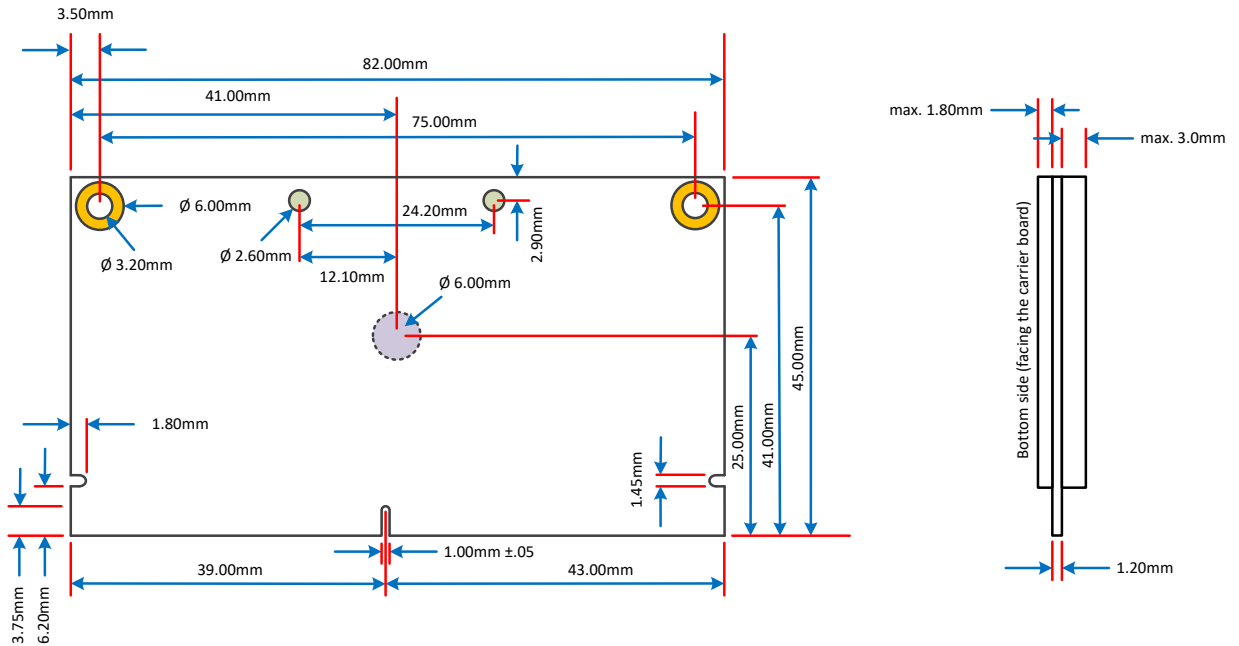 3.50mm
82.00mm
41.00mm
75.00mm
max. 1.80mm
max. 3.0mm
Ø 6.00mm
24.20mm
Ø 3.20mm
Ø 2.60mm
2.90mm
12.10mm
Ø 6.00mm
45.00mm
41.00mm
25.00mm
Bottom side (facing the carrier board)
1.80mm
1.45mm
1.00mm ±.05
39.00mm
43.00mm
1.20mm
3.75mm
6.20mm